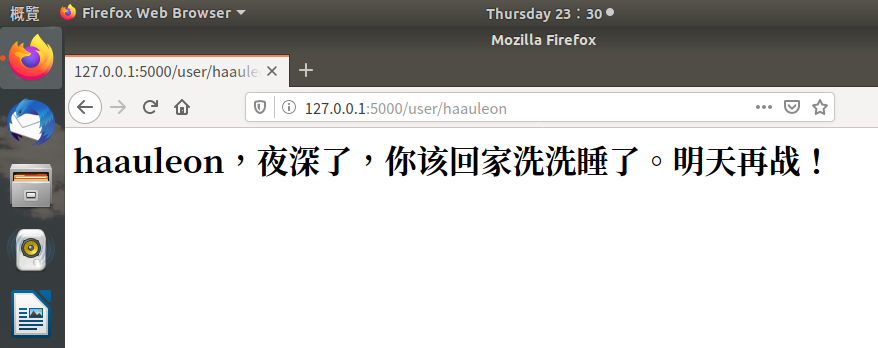 概覽 Firefox Web Browser Thursday 23：30
Mozilla Firefox
127.0.0.1:5000/user/haaule
127.0.0.1:5000/user/haauleon
haauleon，夜深了，你该回家洗洗睡了。明天再战！